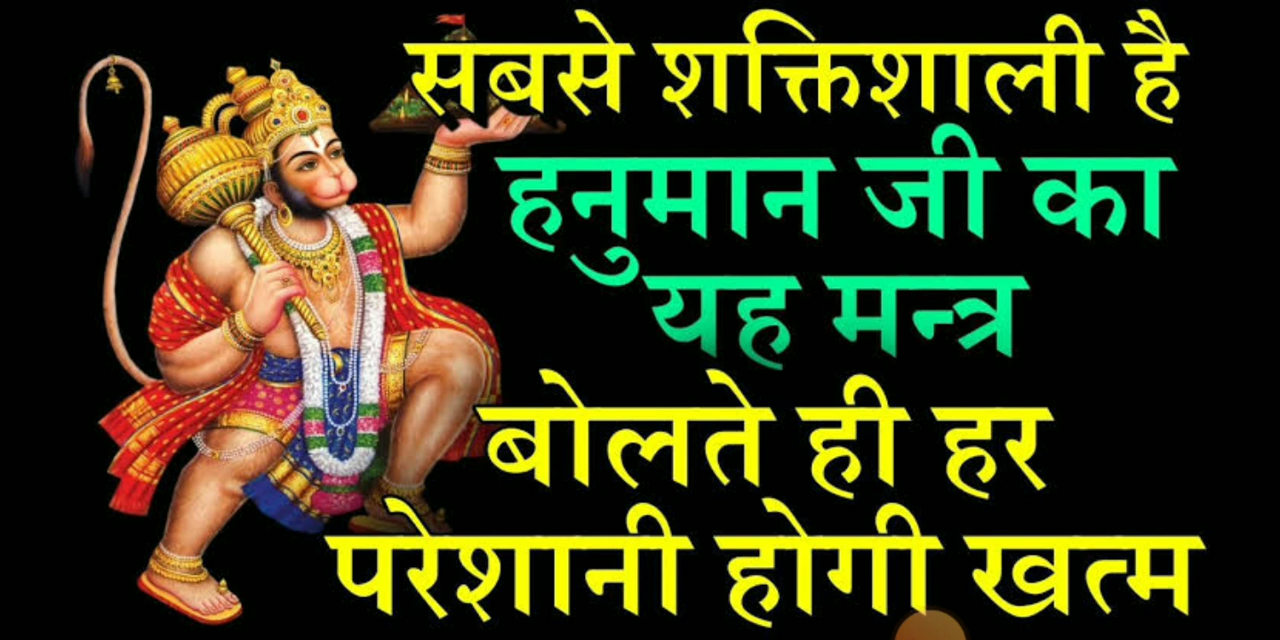 सबसे शक्तिशाली है
हनुमान जी का
यह मन्त्र
बोलते ही हर
परेशानी होगी खत्म